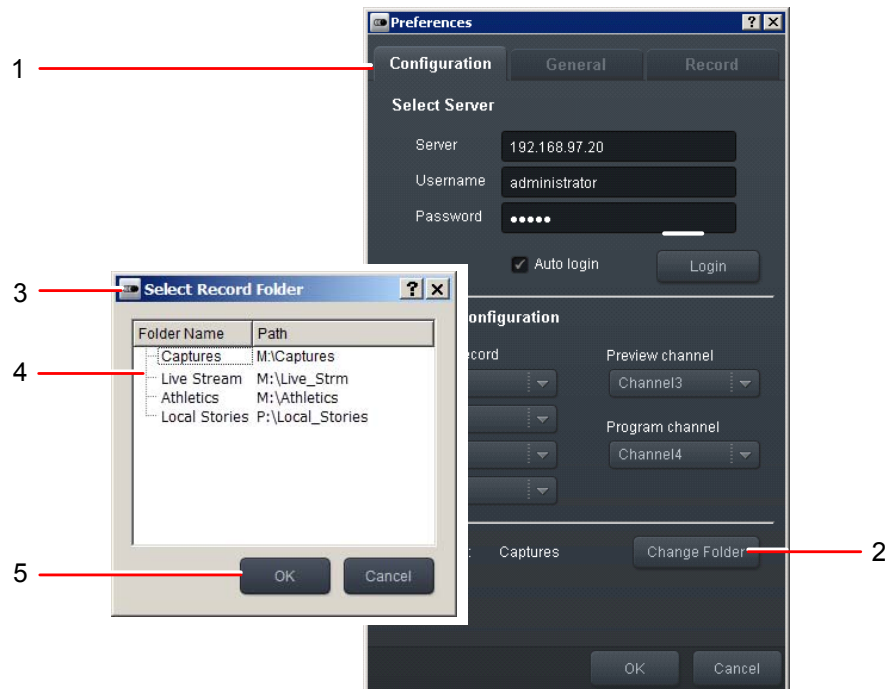 Preferences
1
Configuration General Record
Select Server
Server 192.168.97.20
Username administrator
Password •••••
Auto login Login
3
Select Record Folder
onfiguration
Folder Name Path
Captures M:\Captures
Live Stream M:\Live_Strm
Athletics M:\Athletics
Local Stories P:\Local_Stories
4
ecord Preview channel
Channel3
Program channel
Channel4
: Captures Change Folder
2
5
OK Cancel
OK Cancel